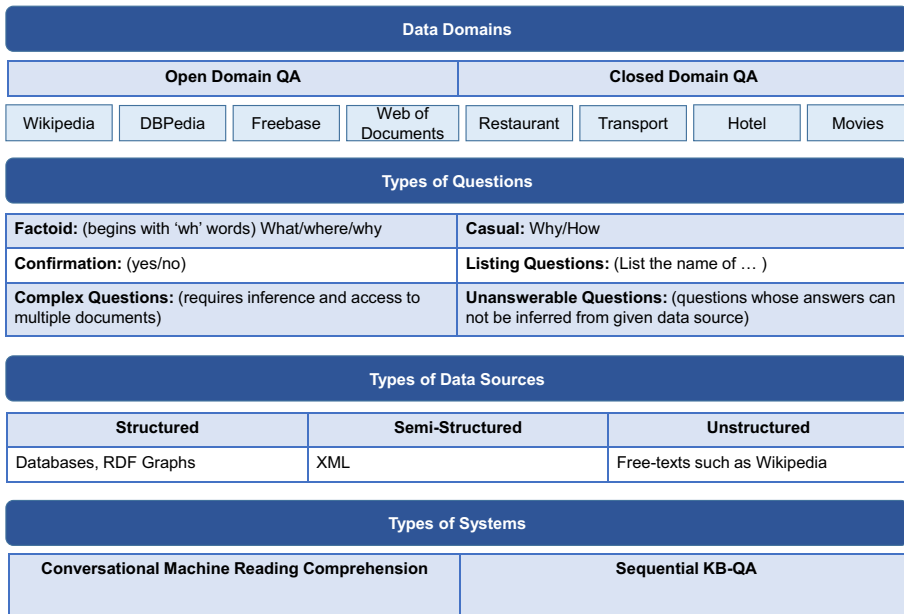 Data Domains
Open Domain QA
Closed Domain QA
Wikipedia
DBPedia
Freebase
Web of
Documents
Restaurant
Transport
Hotel
Movies
Types of Questions
Factoid: (begins with ‘wh’ words) What/where/why
Casual: Why/How
Confirmation: (yes/no)
Listing Questions: (List the name of … )
Complex Questions: (requires inference and access to
multiple documents)
Unanswerable Questions: (questions whose answers can
not be inferred from given data source)
Types of Data Sources
Structured
Semi-Structured
Unstructured
Databases, RDF Graphs
XML
Free-texts such as Wikipedia
Types of Systems
Conversational Machine Reading Comprehension
Sequential KB-QA